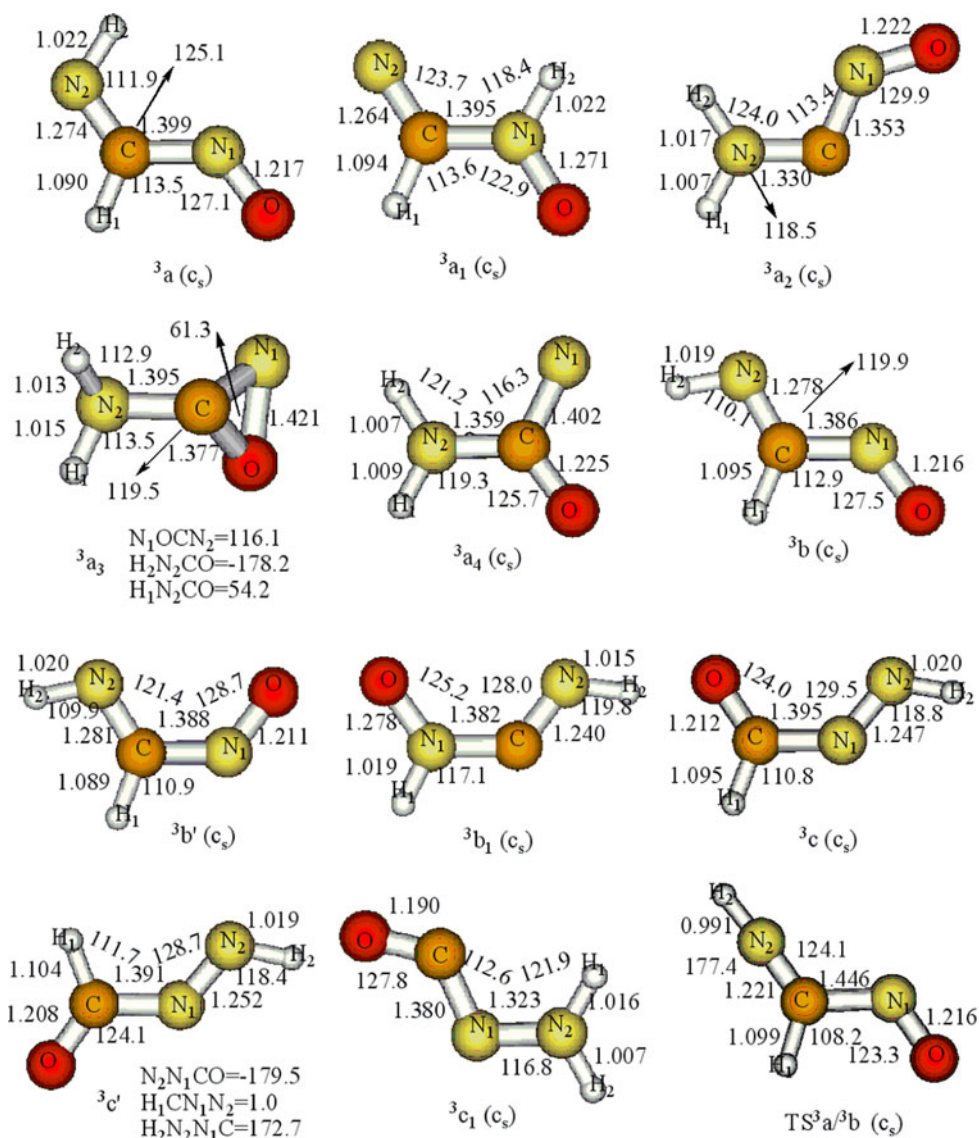 H₂
1.022
125.1
N₂
111.9
1.274
1.399
C
N₁
1.217
1.090
113.5
127.1
O
H₁
³a (cₛ)
N₂
123.7
118.4
H₂
1.395
1.022
1.264
C
N₁
1.271
1.094
113.6
122.9
H₁
O
³a₁ (cₛ)
1.222
O
N₁
129.9
H₂
124.0
113.4
1.017
1.353
N₂
C
1.007
1.330
H₁
118.5
³a₂ (cₛ)
61.3
H₂
112.9
N₁
1.013
1.395
N₂
C
1.421
1.015
113.5
1.377
H₁
O
119.5
³a₃
N₁OCN₂=116.1
H₂N₂CO=-178.2
H₁N₂CO=54.2
N₁
H₂
121.2
116.3
1.007
1.359
1.402
N₂
C
1.009
1.225
H₁
119.3
125.7
O
³a₄(cₛ)
1.019
N₂
119.9
H₂
110.1
1.278
1.386
N₁
C
1.216
1.095
112.9
127.5
H₁
O
³b (cₛ)
1.020
N₂
O
H₂
121.4
128.7
109.9
1.388
1.281
1.211
C
N₁
1.089
110.9
H₁
³b' (cₛ)
O
125.2
128.0
N₂
1.015
H₂
1.278
1.382
119.8
N₁
C
1.240
1.019
117.1
H₁
³b₁ (cₛ)
O
124.0
129.5
N₂
1.020
H₂
1.212
1.395
118.8
C
N₁
1.247
1.095
110.8
H₁
³c (cₛ)
H₁
111.7
128.7
1.019
N₂
H₂
1.104
1.391
118.4
C
N₁
1.252
1.208
124.1
O
³c'
N₂N₁CO=-179.5
H₁CN₁N₂=1.0
H₂N₂N₁C=172.7
1.190
O
C
127.8
112.6
121.9
H₁
1.380
1.323
1.016
N₁
N₂
116.8
1.007
H₂
³c₁ (cₛ)
H₂
0.991
N₂
124.1
177.4
1.446
1.221
C
N₁
1.216
1.099
108.2
H₁
123.3
O
TS³a/³b (cₛ)